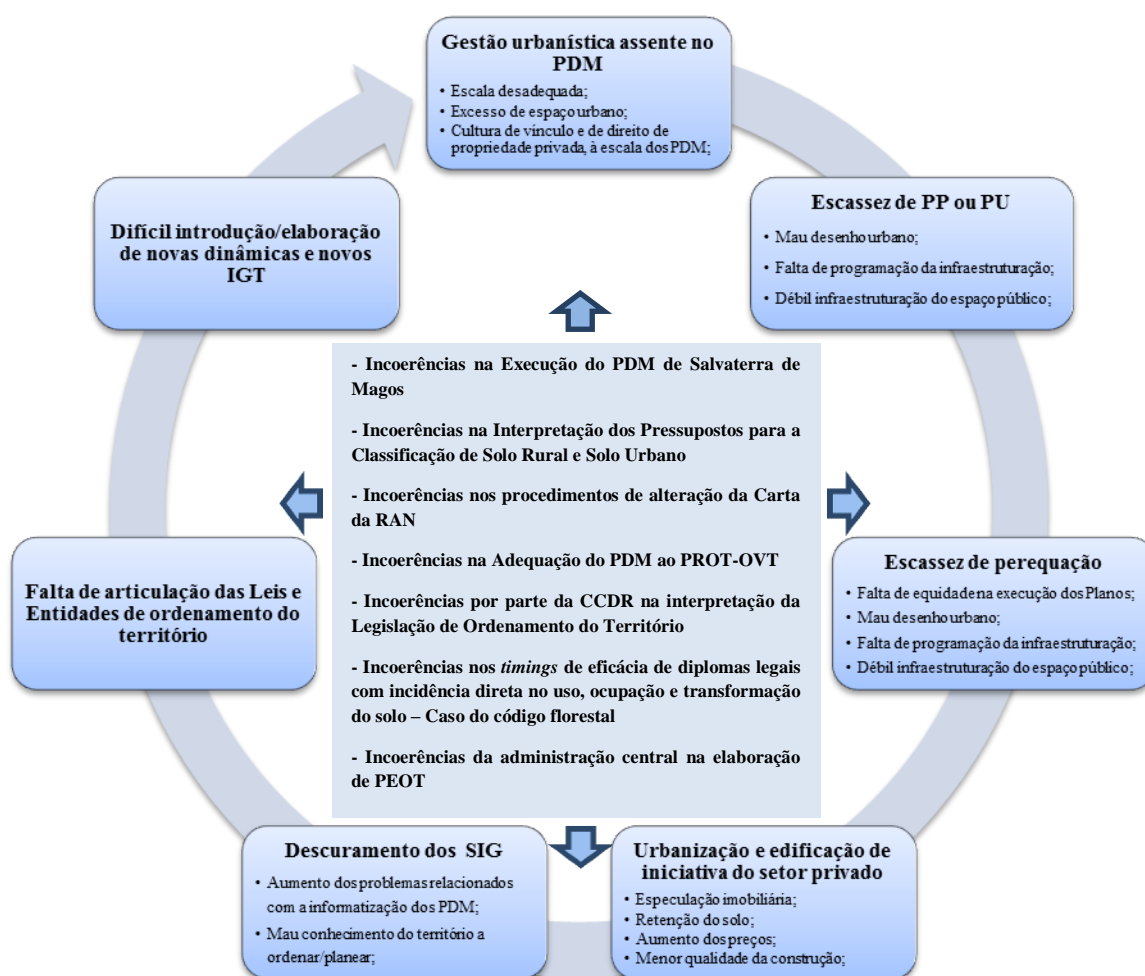 Gestão urbanística assente no
PDM
• Escala desadequada;
• Excesso de espaço urbano;
• Cultura de vínculo e de direito de
propriedade privada, à escala dos PDM;
Escassez de PP ou PU
• Mau desenho urbano;
• Falta de programação da infraestruturação;
• Débil infraestruturação do espaço público;
Escassez de perequação
• Falta de equidade na execução dos Planos;
• Mau desenho urbano;
• Falta de programação da infraestruturação;
• Débil infraestruturação do espaço público;
Urbanização e edificação de
iniciativa do setor privado
• Especulação imobiliária;
• Retenção do solo;
• Aumento dos preços;
• Menor qualidade da construção;
Descuramento dos SIG
• Aumento dos problemas relacionados
com a informatização dos PDM;
• Mau conhecimento do território a
ordenar/planear;
Falta de articulação das Leis e
Entidades de ordenamento do
território
Difícil introdução/elaboração
de novas dinâmicas e novos
IGT
- Incoerências na Execução do PDM de Salvaterra de
Magos
- Incoerências na Interpretação dos Pressupostos para a
Classificação de Solo Rural e Solo Urbano
- Incoerências nos procedimentos de alteração da Carta
da RAN
- Incoerências na Adequação do PDM ao PROT-OVT
- Incoerências por parte da CCDR na interpretação da
Legislação de Ordenamento do Território
- Incoerências nos timings de eficácia de diplomas legais
com incidência direta no uso, ocupação e transformação
do solo – Caso do código florestal
- Incoerências da administração central na elaboração
de PEOT